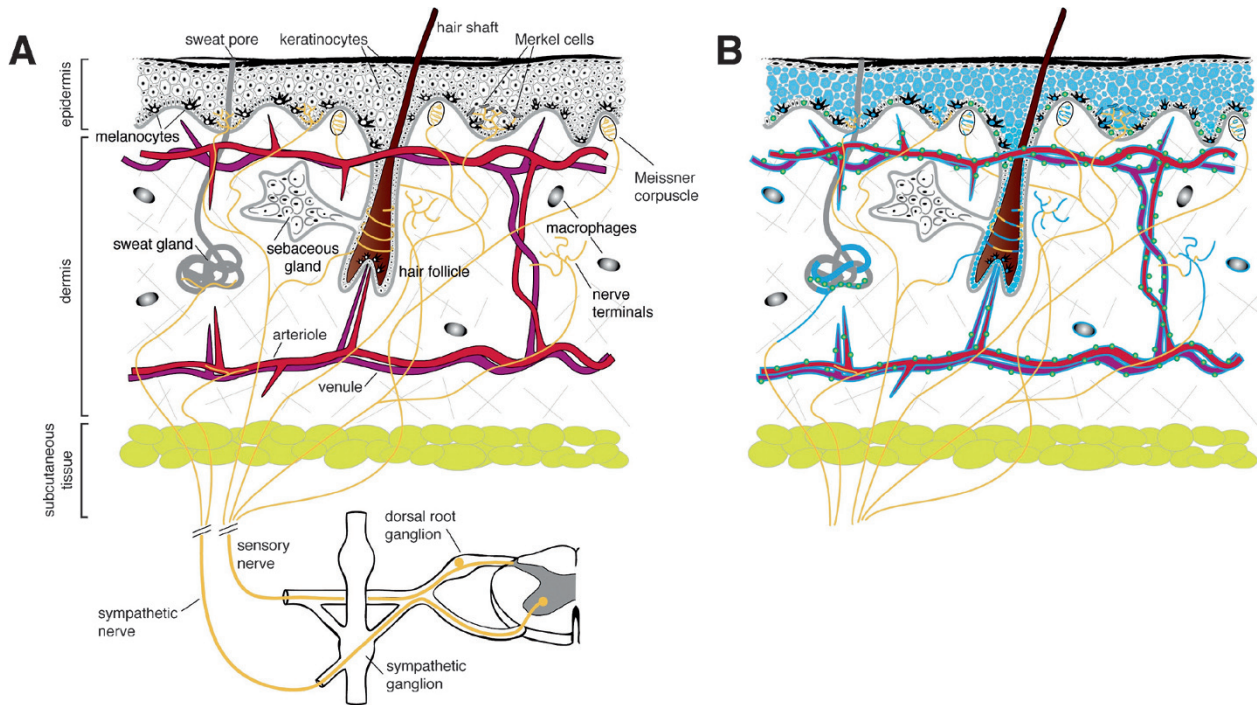 A
B
hair shaft
sweat pore
keratinocytes
Merkel cells
epidermis
melanocytes
Meissner
corpuscle
dermis
sweat gland
sebaceous
gland
macrophages
hair follicle
nerve
terminals
arteriole
venule
subcutaneous
tissue
dorsal root
ganglion
sensory
nerve
sympathetic
nerve
sympathetic
ganglion